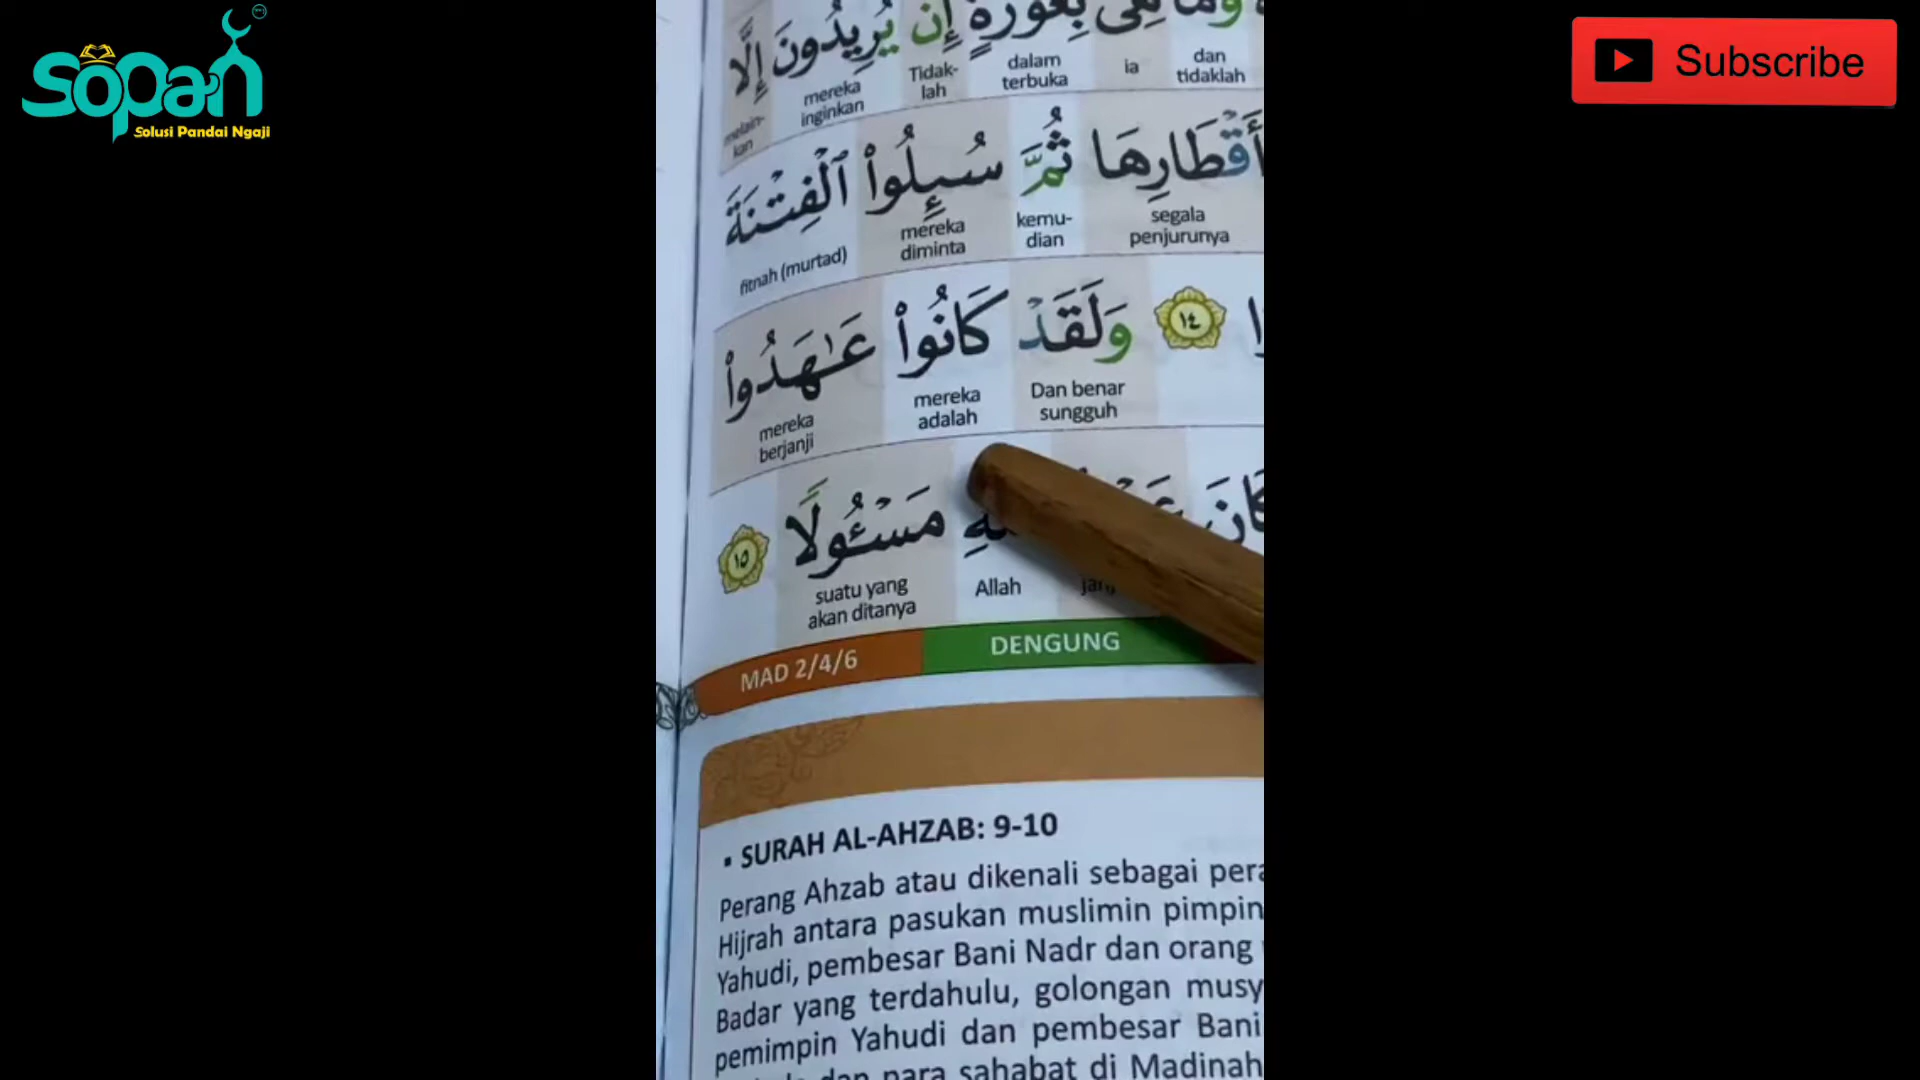 Sopan
Solusi Pandai Ngaji
Subscribe
بِعَوْرَةٍ إِن يُرِيدُونَ إِلَّا
dan tidaklah
ia
dalam terbuka
Tidak-lah
mereka inginkan
melain-kan
أَقْطَارِهَا ثُمَّ سُئِلُوا۟ ٱلْفِتْنَةَ
segala penjurunya
kemu-dian
mereka diminta
fitnah (murtad)
١٤ وَلَقَدْ كَانُوا۟ عَـٰهَدُوا۟
Dan benar sungguh
mereka adalah
mereka berjanji
كَانَ مَسْـُٔولًا ١٥
Allah
suatu yang akan ditanya
MAD 2/4/6
DENGUNG
• SURAH AL-AHZAB: 9-10
Perang Ahzab atau dikenali sebagai
Hijrah antara pasukan muslimin
Yahudi, pembesar Bani Nadr dan orang
Badar yang terdahulu, golongan
pemimpin Yahudi dan pembesar Bani
dan para sahabat di Madinah